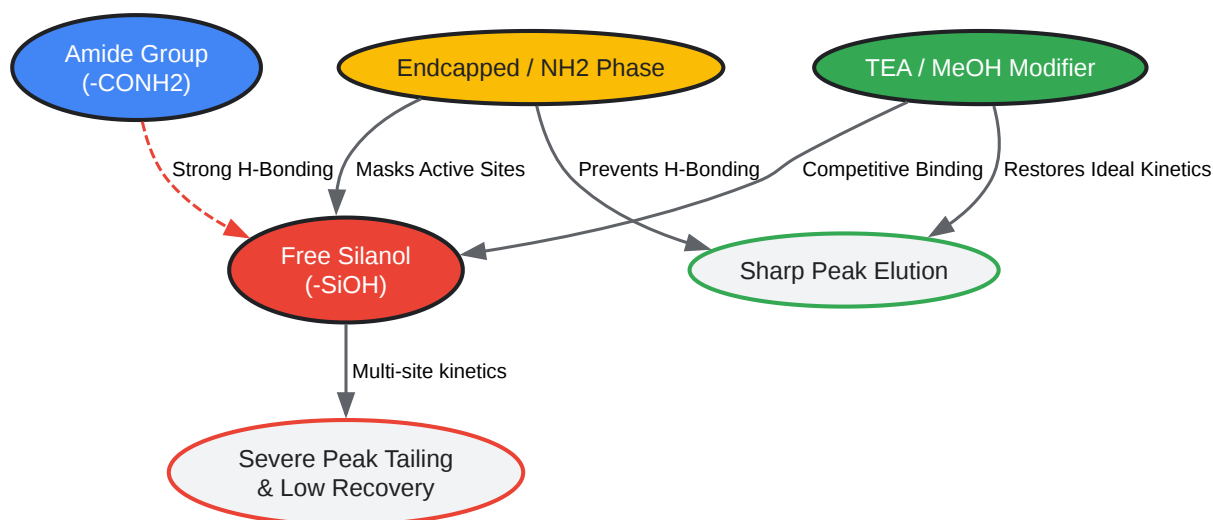 Amide Group
(-CONH2)
Endcapped / NH2 Phase
TEA / MeOH Modifier
Strong H-Bonding
Masks Active Sites
Prevents H-Bonding
Competitive Binding
Restores Ideal Kinetics
Free Silanol
(-SiOH)
Sharp Peak Elution
Multi-site kinetics
Severe Peak Tailing
& Low Recovery